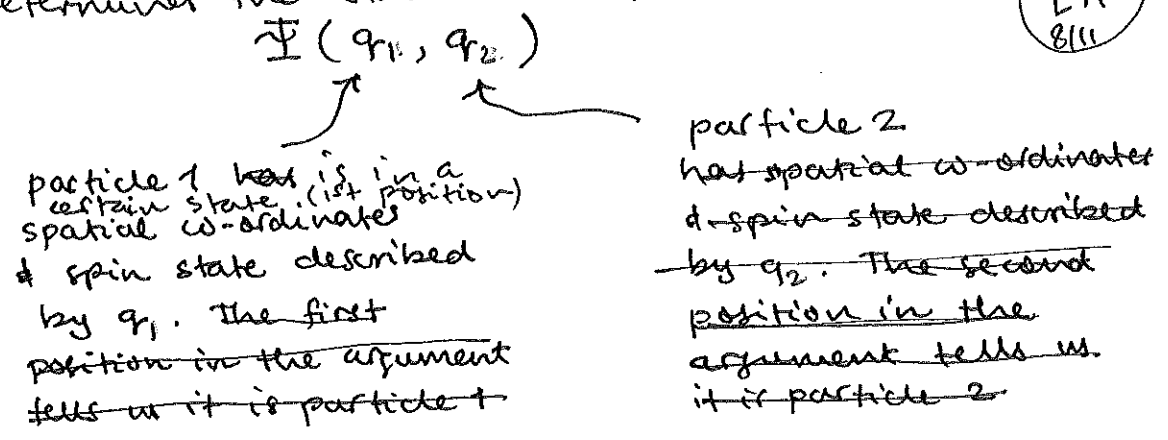 Ψ(q₁, q₂)
8/11
particle 1 has is in a
certain state (1st position)
spatial co-ordinates
& spin state described
by q₁. The first
position in the argument
tells us it is particle 1
particle 2
has spatial co-ordinates
& spin state described
by q₂. The second
position in the
argument tells us
it is particle 2